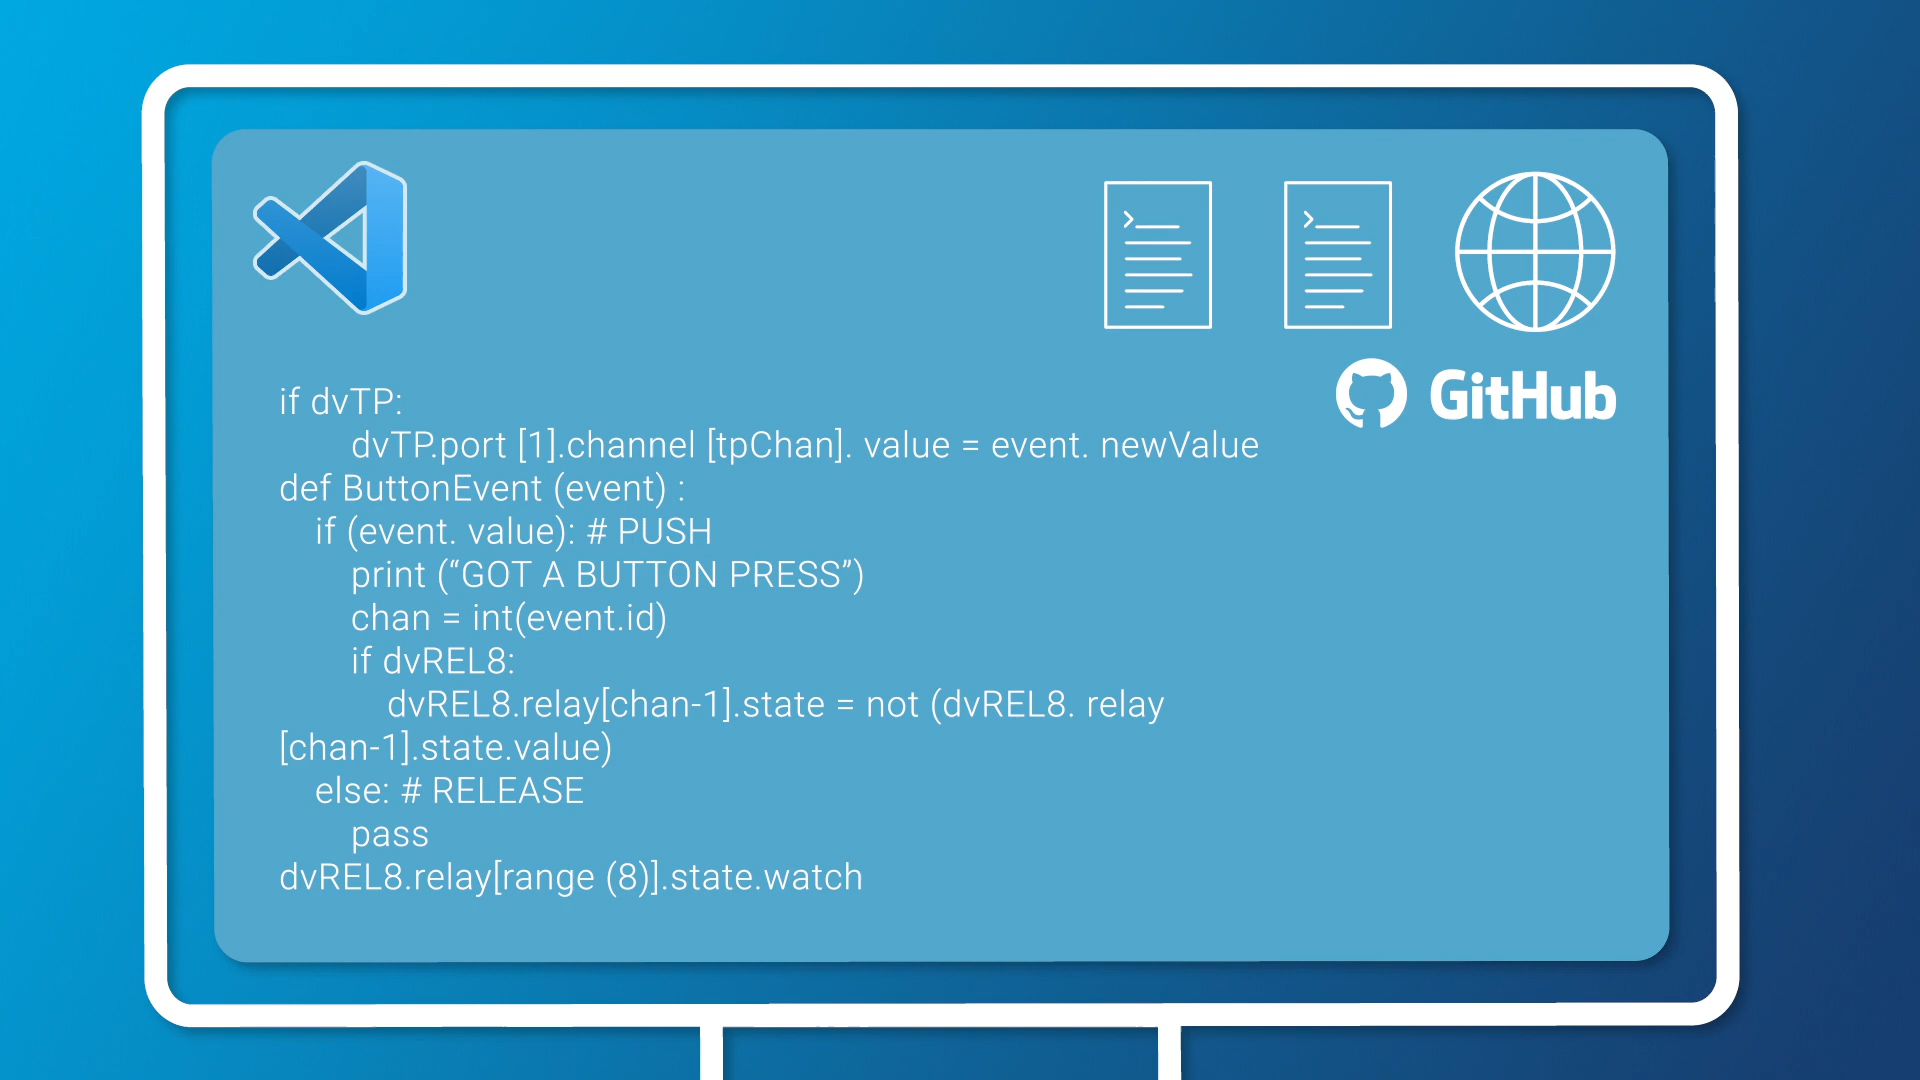 GitHub
if dvTP:
dvTP.port [1].channel [tpChan]. value = event. newValue
def ButtonEvent (event) :
if (event. value): # PUSH
print (“GOT A BUTTON PRESS”)
chan = int(event.id)
if dvREL8:
dvREL8.relay[chan-1].state = not (dvREL8. relay
[chan-1].state.value)
else: # RELEASE
pass
dvREL8.relay[range (8)].state.watch